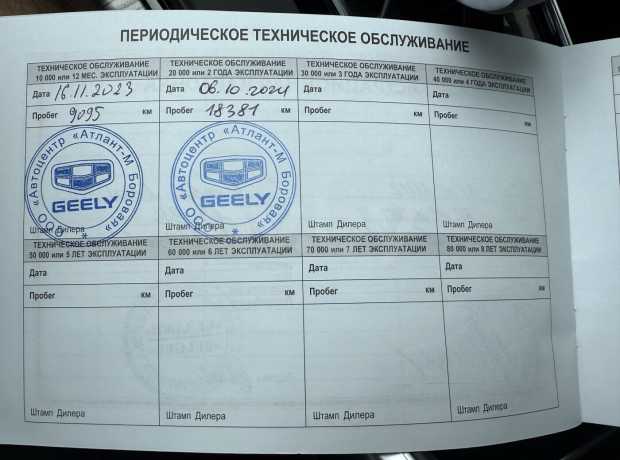 ПЕРИОДИЧЕСКОЕ ТЕХНИЧЕСКОЕ ОБСЛУЖИВАНИЕ
ТЕХНИЧЕСКОЕ ОБСЛУЖИВАНИЕ
10 000 или 12 МЕС. ЭКСПЛУАТАЦИИ
Дата 16.11.2023
Пробег 9095 км
ООО «Автоцентр «Атлант-М Боровая»
GEELY
Штамп Дилера
ТЕХНИЧЕСКОЕ ОБСЛУЖИВАНИЕ
20 000 или 2 ГОДА ЭКСПЛУАТАЦИИ
Дата 06.10.2024
Пробег 18381 км
ООО «Автоцентр «Атлант-М Боровая»
GEELY
Штамп Дилера
ТЕХНИЧЕСКОЕ ОБСЛУЖИВАНИЕ
30 000 или 3 ГОДА ЭКСПЛУАТАЦИИ
Дата
Пробег км
Штамп Дилера
ТЕХНИЧЕСКОЕ ОБСЛУЖИВАНИЕ
40 000 или 4 ГОДА ЭКСПЛУАТАЦИИ
Дата
Пробег км
Штамп Дилера
ТЕХНИЧЕСКОЕ ОБСЛУЖИВАНИЕ
50 000 или 5 ЛЕТ ЭКСПЛУАТАЦИИ
Дата
Пробег км
Штамп Дилера
ТЕХНИЧЕСКОЕ ОБСЛУЖИВАНИЕ
60 000 или 6 ЛЕТ ЭКСПЛУАТАЦИИ
Дата
Пробег км
Штамп Дилера
ТЕХНИЧЕСКОЕ ОБСЛУЖИВАНИЕ
70 000 или 7 ЛЕТ ЭКСПЛУАТАЦИИ
Дата
Пробег км
Штамп Дилера
ТЕХНИЧЕСКОЕ ОБСЛУЖИВАНИЕ
80 000 или 8 ЛЕТ ЭКСПЛУАТАЦИИ
Дата
Пробег км
Штамп Дилера